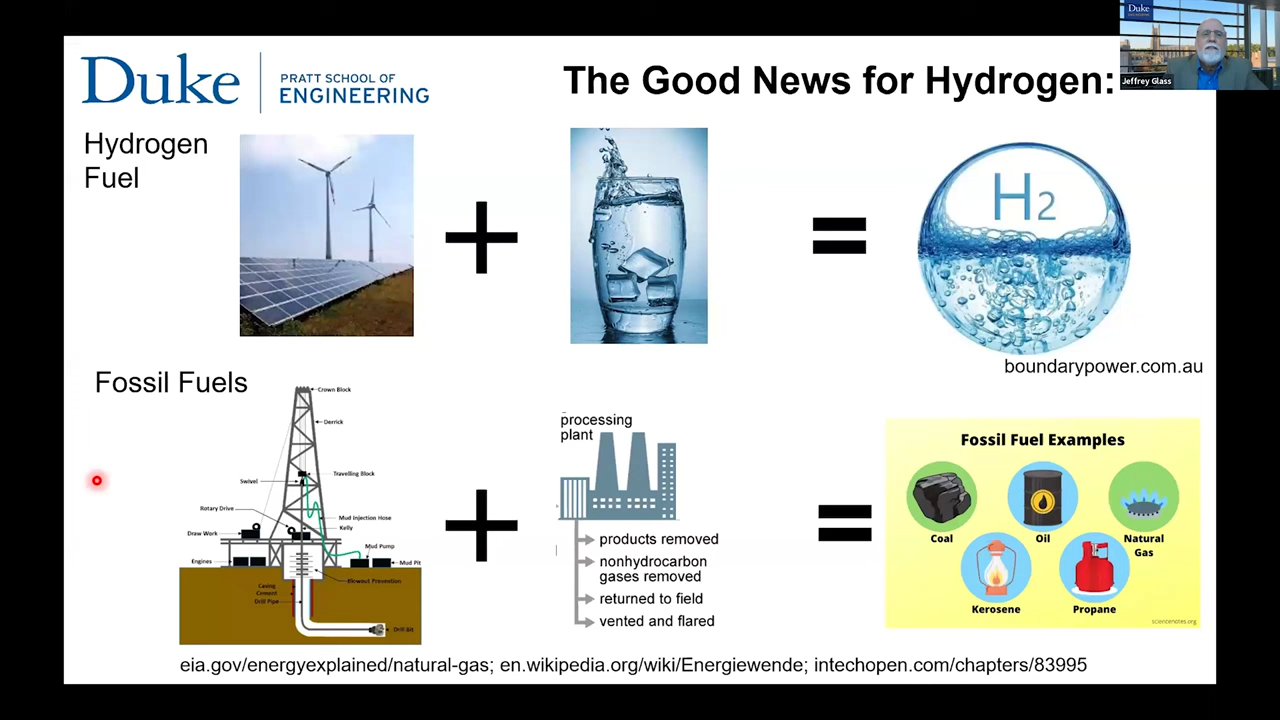 Duke
PRATT SCHOOL OF
ENGINEERING
The Good News for Hydrogen:
Duke
Jeffrey Glass
Hydrogen
Fuel
H2
boundarypower.com.au
Fossil Fuels
Crown Block
Derrick
Travelling Block
Swivel
Rotary Drive
Mud Injection Hose
Kelly
Draw Work
Mud Pump
Engines
Mud Pit
Blowout Prevention
Casing
Cement
Drill Pipe
Drill Bit
processing
plant
products removed
nonhydrocarbon
gases removed
returned to field
vented and flared
Fossil Fuel Examples
Coal
Oil
Natural
Gas
Kerosene
Propane
sciencenotes.org
eia.gov/energyexplained/natural-gas; en.wikipedia.org/wiki/Energiewende; intechopen.com/chapters/83995